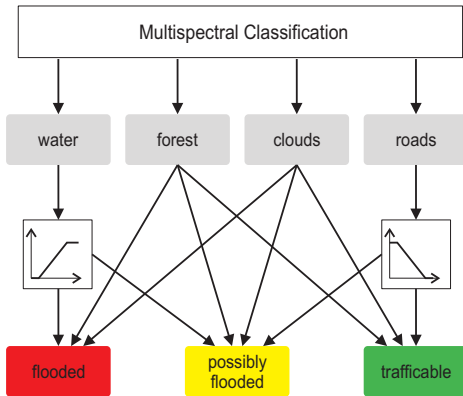 Multispectral Classification
water
forest
clouds
roads
flooded
possibly
flooded
trafficable